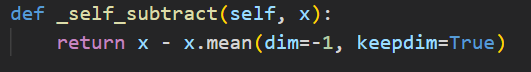 def _self_subtract(self, x):
    return x - x.mean(dim=-1, keepdim=True)